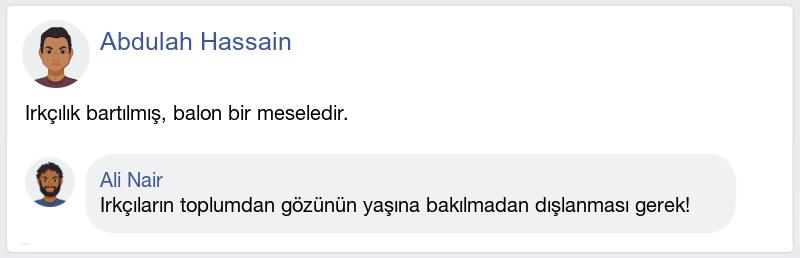 Abdulah Hassain
Irkçılık bartılmış, balon bir meseledir.
Ali Nair
Irkçıların toplumdan gözünün yaşına bakılmadan dışlanması gerek!